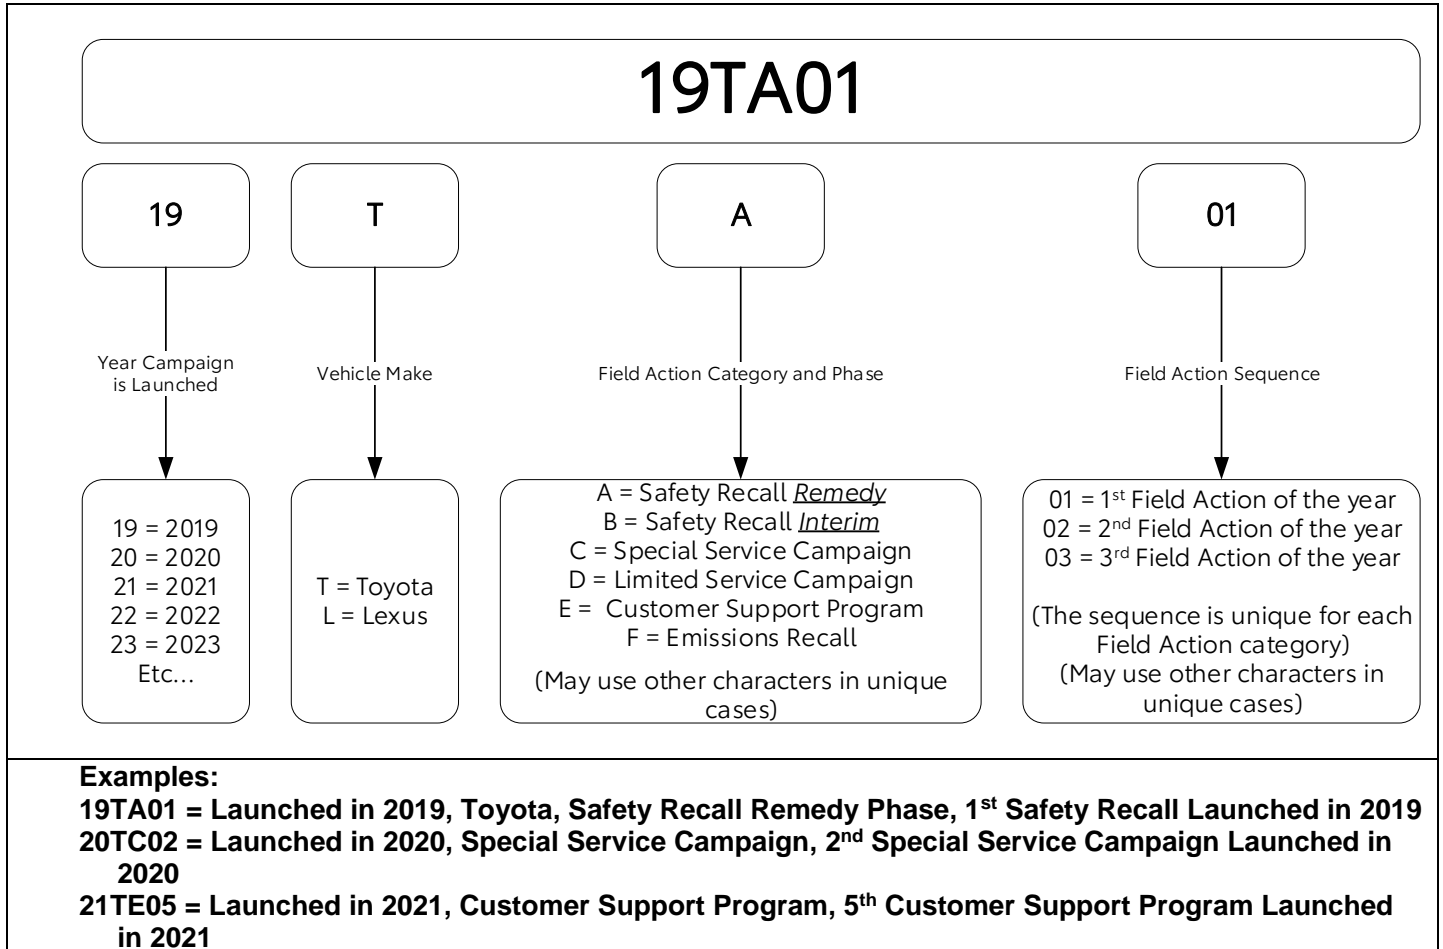 19TA01
19
T
A
01
Year Campaign
is Launched
Vehicle Make
Field Action Category and Phase
Field Action Sequence
19 = 2019
20 = 2020
21 = 2021
22 = 2022
23 = 2023
Etc...
T = Toyota
L = Lexus
A = Safety Recall Remedy
B = Safety Recall Interim
C = Special Service Campaign
D = Limited Service Campaign
E =  Customer Support Program
F = Emissions Recall
(May use other characters in unique
cases)
01 = 1st Field Action of the year
02 = 2nd Field Action of the year
03 = 3rd Field Action of the year
(The sequence is unique for each
Field Action category)
(May use other characters in
unique cases)
Examples:
19TA01 = Launched in 2019, Toyota, Safety Recall Remedy Phase, 1st Safety Recall Launched in 2019
20TC02 = Launched in 2020, Special Service Campaign, 2nd Special Service Campaign Launched in
2020
21TE05 = Launched in 2021, Customer Support Program, 5th Customer Support Program Launched
in 2021